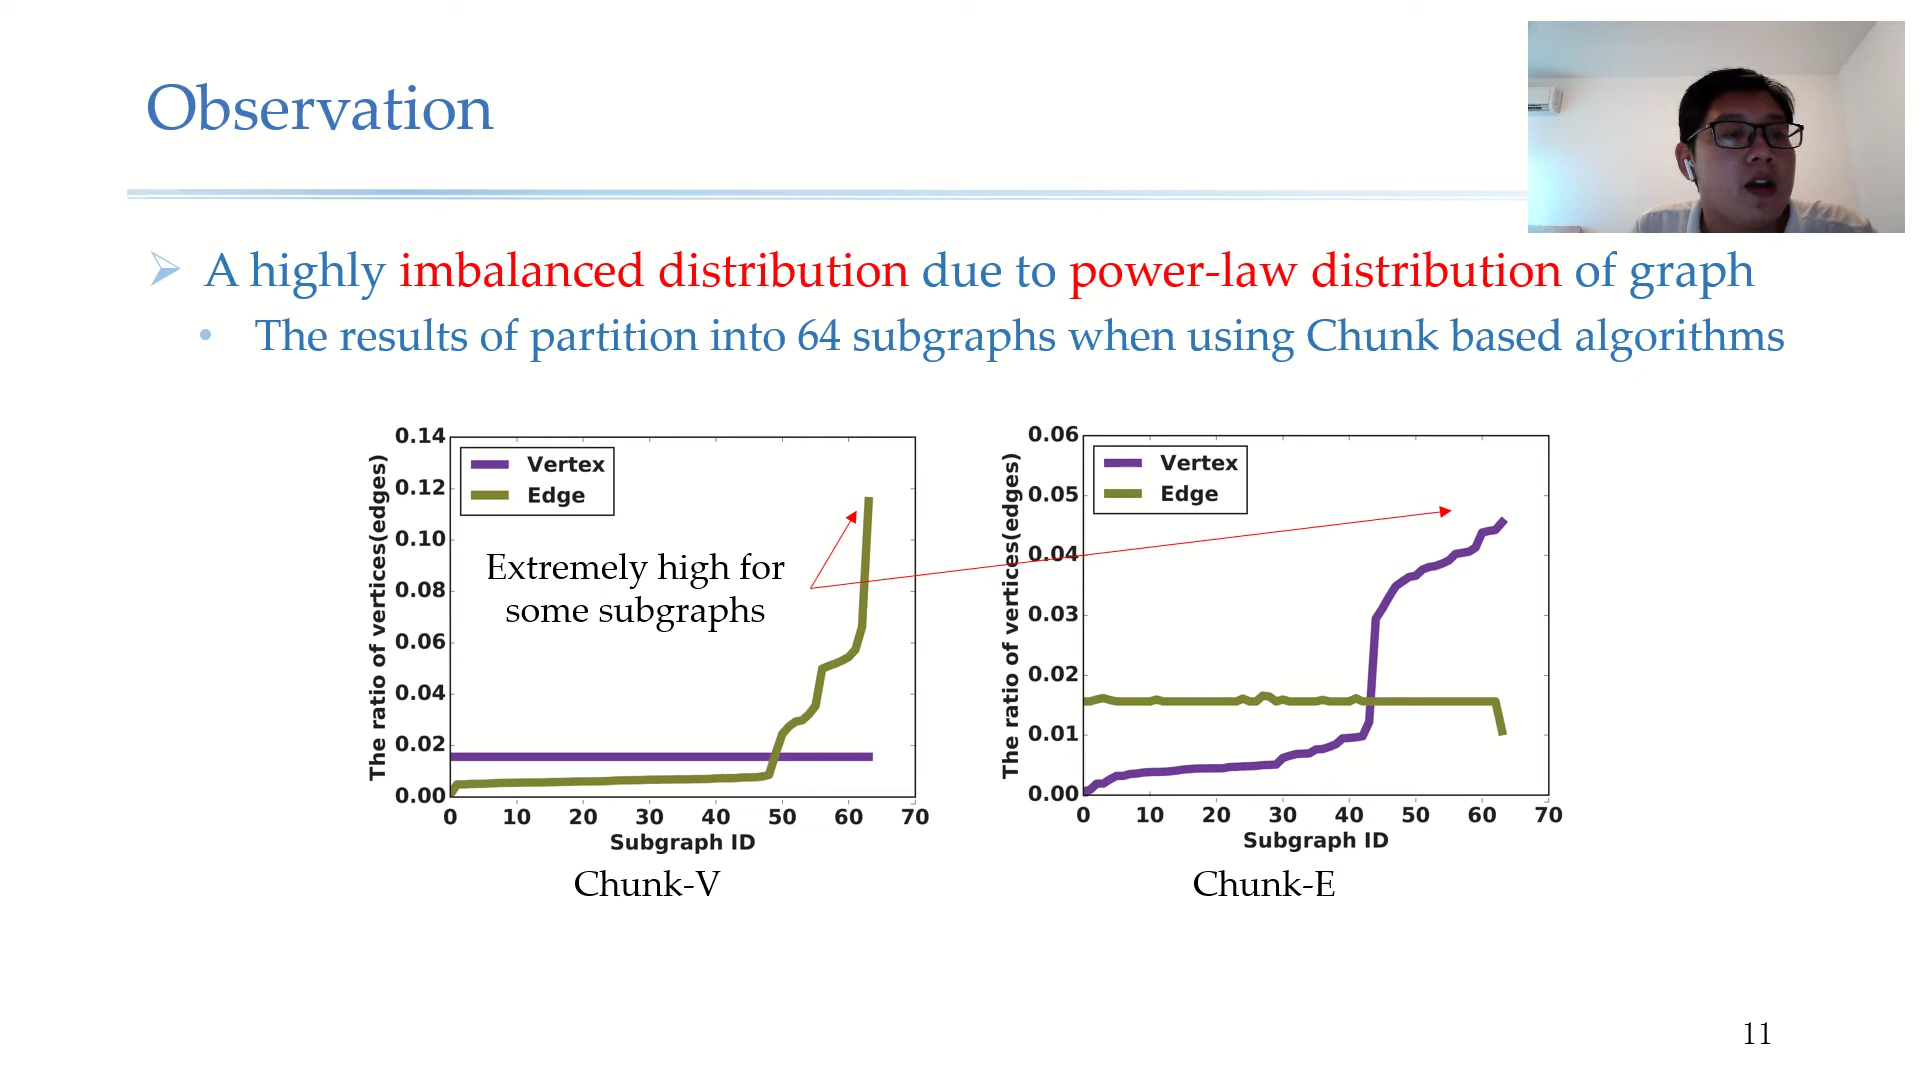 Observation
➢ A highly imbalanced distribution due to power-law distribution of graph
• The results of partition into 64 subgraphs when using Chunk based algorithms
The ratio of vertices(edges)
0.14
0.12
0.10
0.08
0.06
0.04
0.02
0.00
Vertex
Edge
Extremely high for
some subgraphs
0 10 20 30 40 50 60 70
Subgraph ID
Chunk-V
The ratio of vertices(edges)
0.06
0.05
0.04
0.03
0.02
0.01
0.00
Vertex
Edge
0 10 20 30 40 50 60 70
Subgraph ID
Chunk-E
11